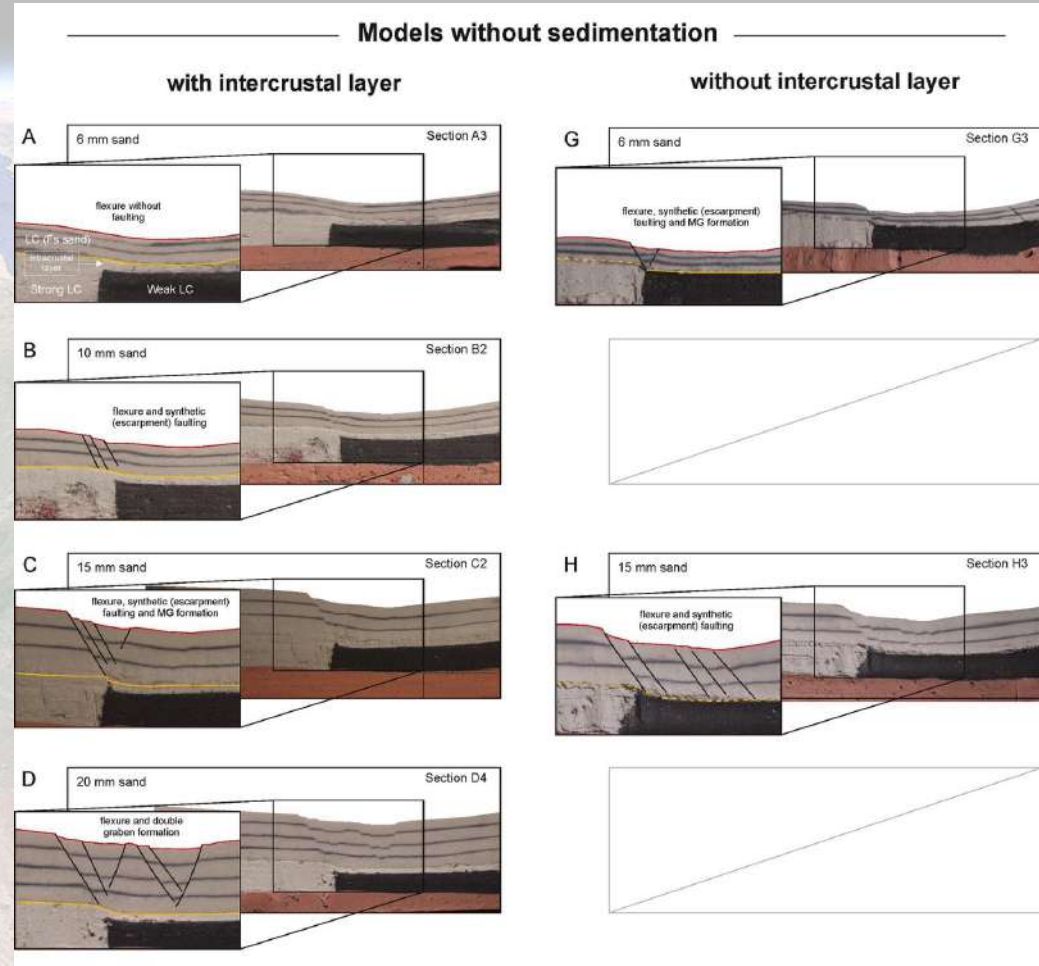 Models without sedimentation
with intercrustal layer
without intercrustal layer
A
6 mm sand
Section A3
flexure without
faulting
LC (Fs sand)
Intracrustal
layer
Strong LC
Weak LC
G
6 mm sand
Section G3
flexure, synthetic (escarpment)
faulting and MG formation
B
10 mm sand
Section B2
flexure and synthetic
(escarpment) faulting
C
15 mm sand
Section C2
flexure, synthetic (escarpment)
faulting and MG formation
H
15 mm sand
Section H3
flexure and synthetic
(escarpment) faulting
D
20 mm sand
Section D4
flexure and double
graben formation